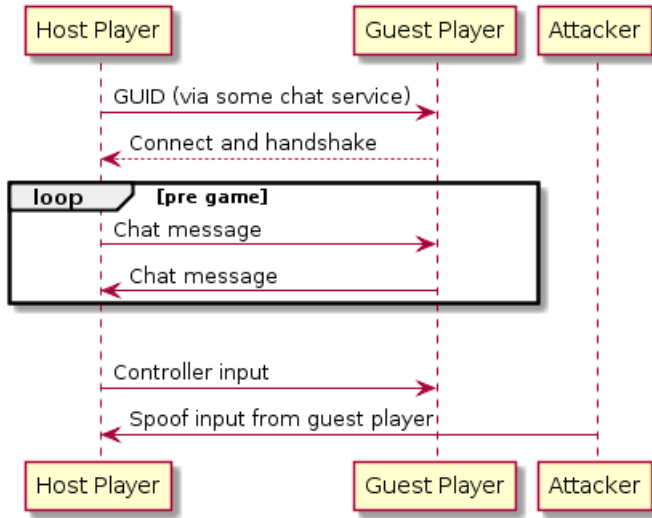 Host Player
Guest Player
Attacker
GUID (via some chat service)
Connect and handshake
loop [pre game]
Chat message
Chat message
Controller input
Spoof input from guest player
Host Player
Guest Player
Attacker